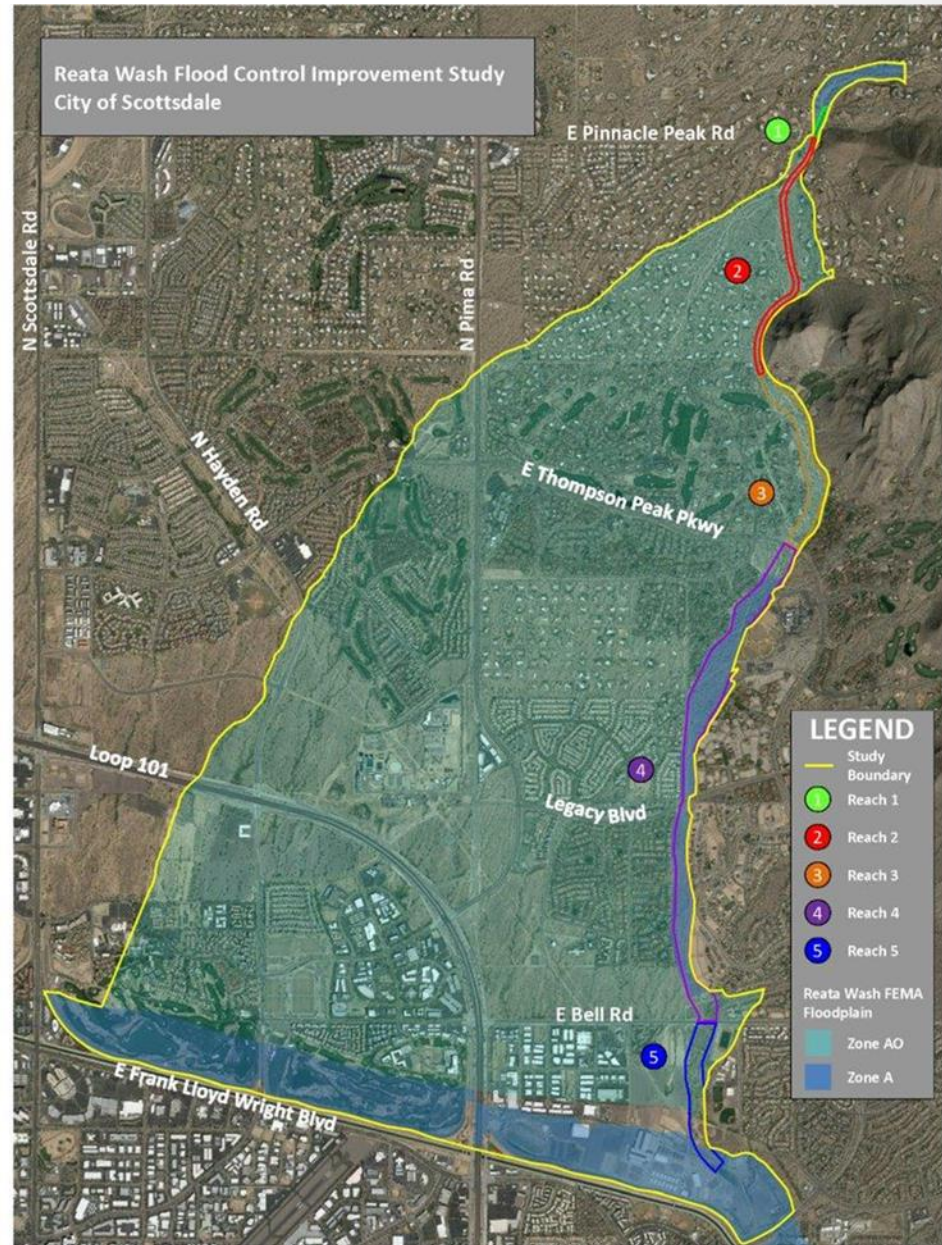 Reata Wash Flood Control Improvement Study
City of Scottsdale
E Pinnacle Peak Rd
1
2
N Scottsdale Rd
N Pima Rd
N Hayden Rd
E Thompson Peak Pkwy
3
Loop 101
4
Legacy Blvd
E Bell Rd
5
E Frank Lloyd Wright Blvd
LEGEND
Study
Boundary
1 Reach 1
2 Reach 2
3 Reach 3
4 Reach 4
5 Reach 5
Reata Wash FEMA
Floodplain
Zone AO
Zone A